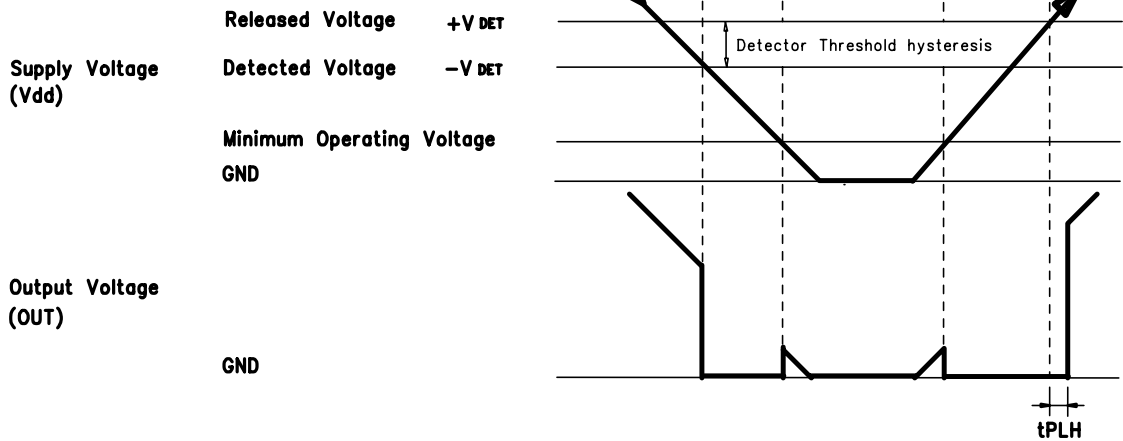 Released Voltage +V DET
Detector Threshold hysteresis
Supply Voltage
(Vdd)
Detected Voltage -V DET
Minimum Operating Voltage
GND
Output Voltage
(OUT)
GND
tPLH